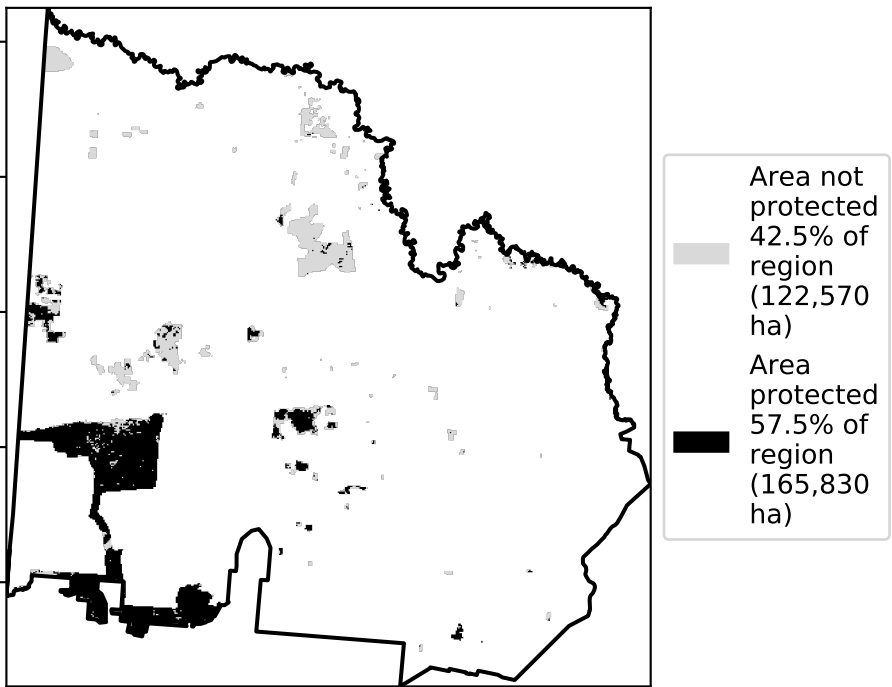 Area not
protected
42.5% of
region
(122,570
ha)
Area
protected
57.5% of
region
(165,830
ha)